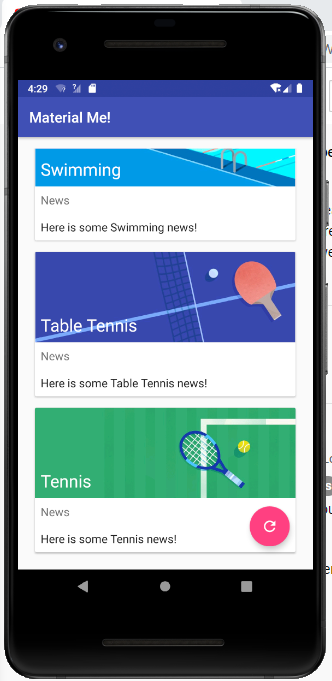 4:29
Material Me!
Swimming
News
Here is some Swimming news!
Table Tennis
News
Here is some Table Tennis news!
Tennis
News
Here is some Tennis news!